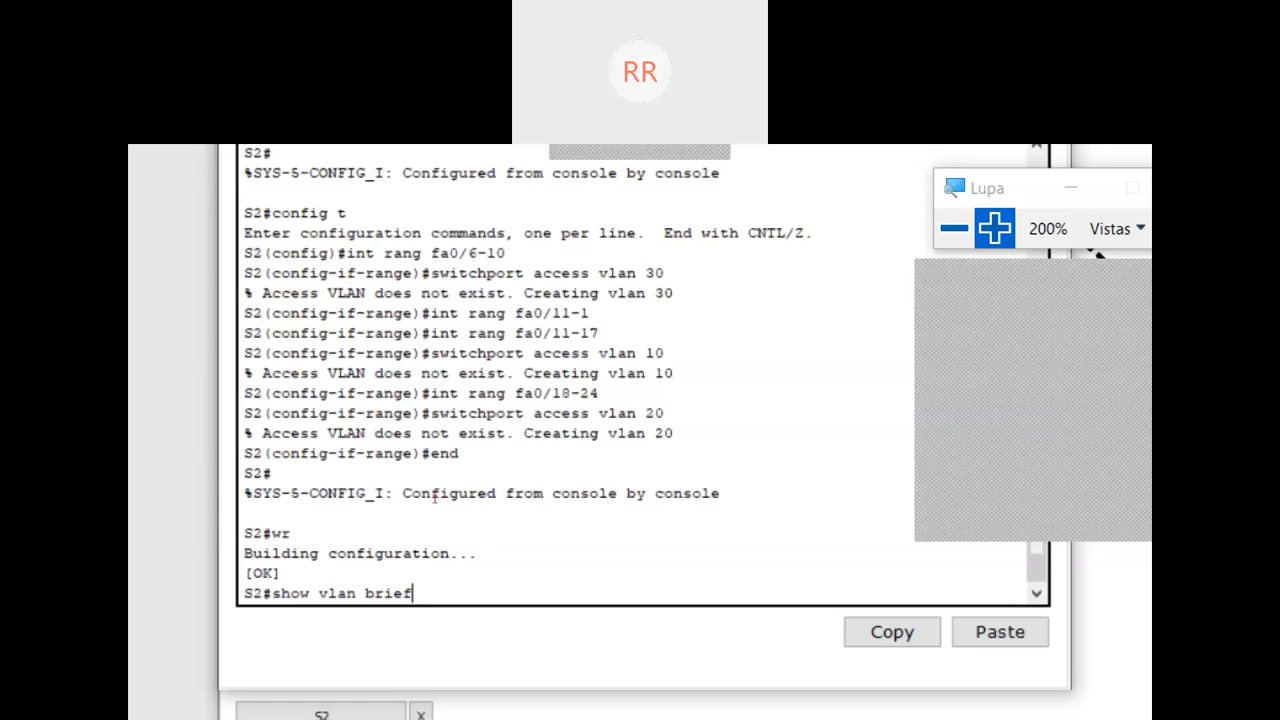 RR
S2#
%SYS-5-CONFIG_I: Configured from console by console
S2#config t
Enter configuration commands, one per line.  End with CNTL/Z.
S2(config)#int rang fa0/6-10
S2(config-if-range)#switchport access vlan 30
% Access VLAN does not exist. Creating vlan 30
S2(config-if-range)#int rang fa0/11-1
S2(config-if-range)#int rang fa0/11-17
S2(config-if-range)#switchport access vlan 10
% Access VLAN does not exist. Creating vlan 10
S2(config-if-range)#int rang fa0/18-24
S2(config-if-range)#switchport access vlan 20
% Access VLAN does not exist. Creating vlan 20
S2(config-if-range)#end
S2#
%SYS-5-CONFIG_I: Configured from console by console
S2#wr
Building configuration...
[OK]
S2#show vlan brief
Lupa
200% Vistas
Copy Paste
S2 X